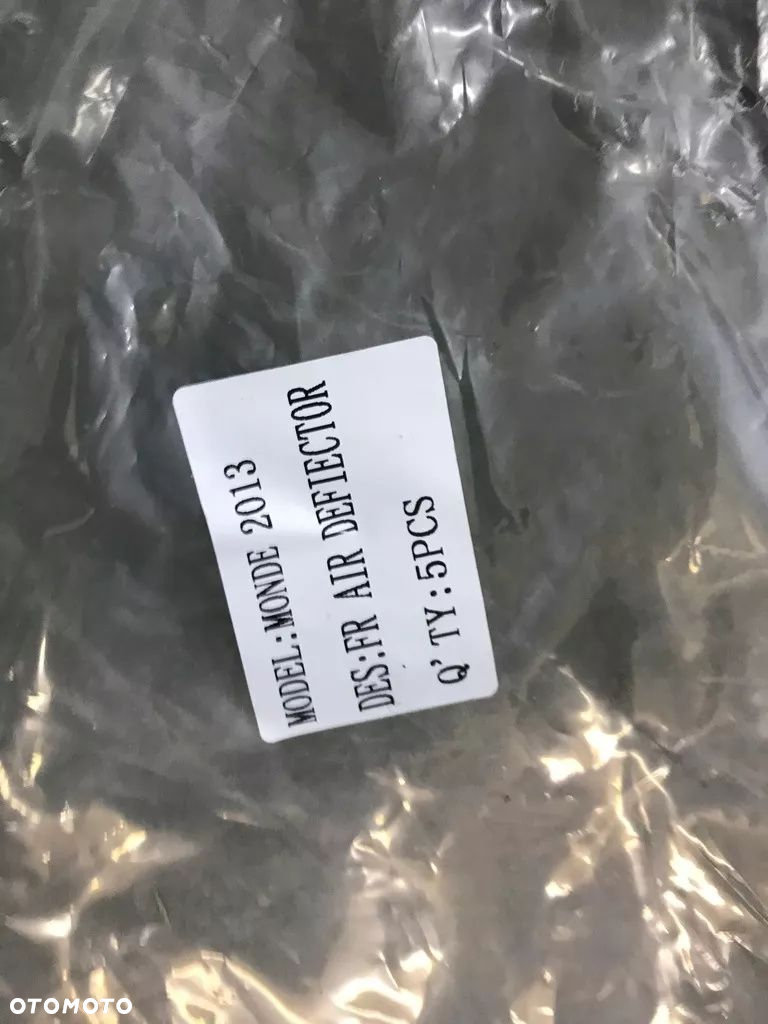 MODEL:MONDE 2013
DES:FR AIR DEFIECTOR
Q'TY:5PCS
OTOMOTO